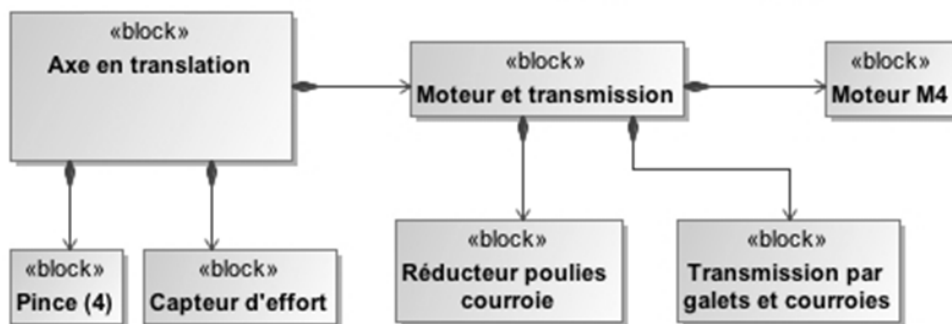 «block»
Axe en translation
«block»
Moteur et transmission
«block»
Moteur M4
«block»
Pince (4)
«block»
Capteur d'effort
«block»
Réducteur poulies
courroie
«block»
Transmission par
galets et courroies